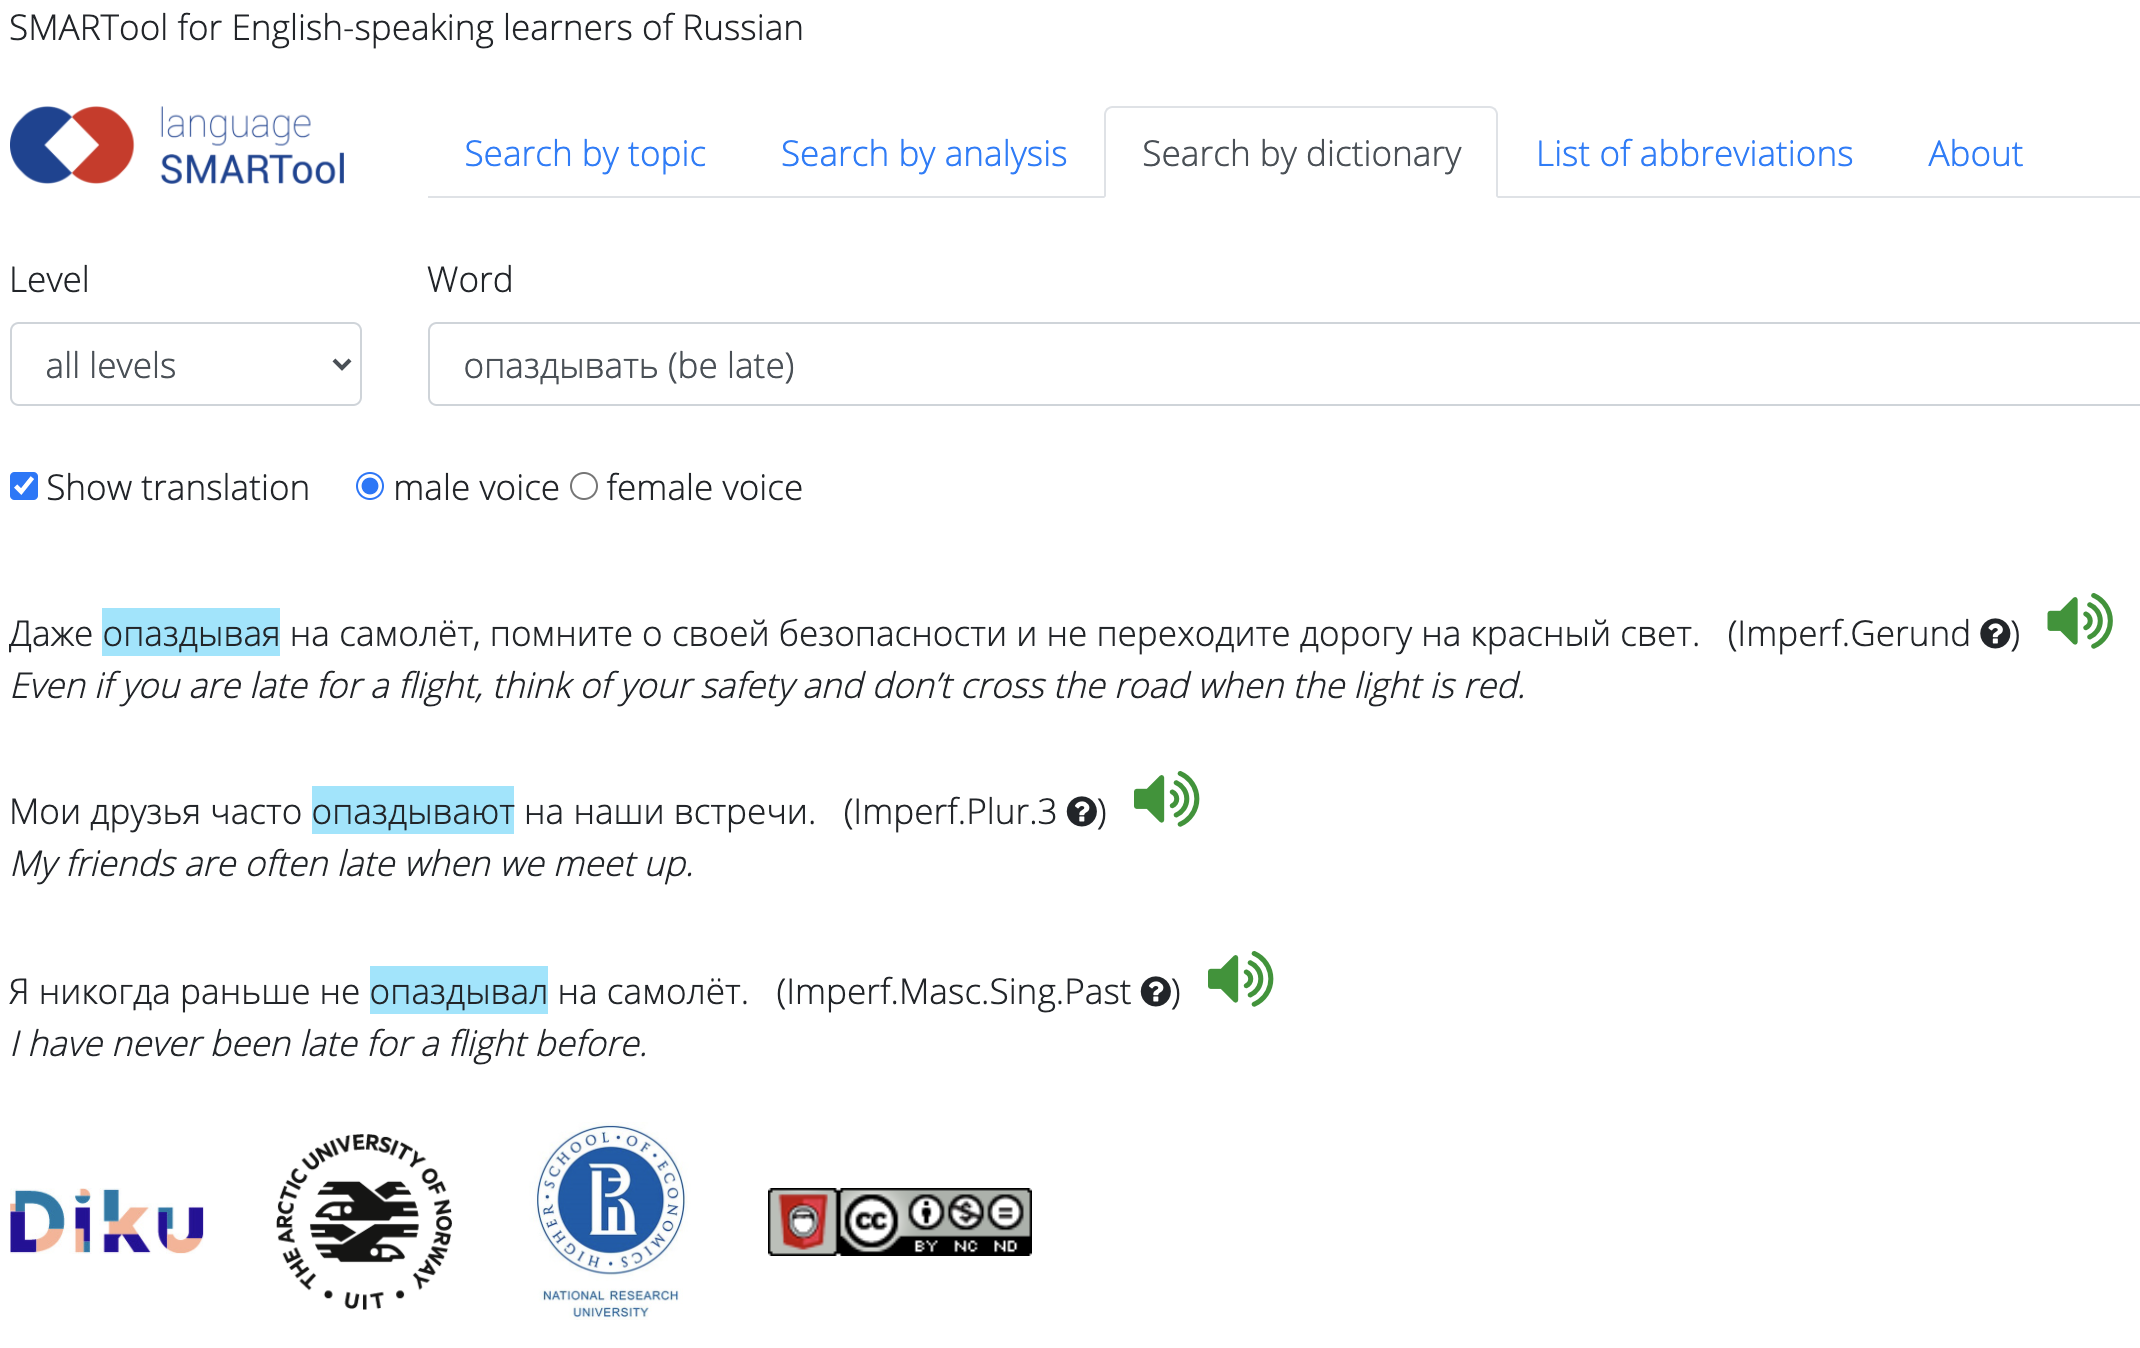 SMARTool for English-speaking learners of Russian
language
SMARTool
Search by topic Search by analysis Search by dictionary List of abbreviations About
Level Word
all levels опаздывать (be late)
Show translation male voice female voice
Даже опаздывая на самолёт, помните о своей безопасности и не переходите дорогу на красный свет. (Imperf.Gerund ?)
Even if you are late for a flight, think of your safety and don’t cross the road when the light is red.
Мои друзья часто опаздывают на наши встречи. (Imperf.Plur.3 ?)
My friends are often late when we meet up.
Я никогда раньше не опаздывал на самолёт. (Imperf.Masc.Sing.Past ?)
I have never been late for a flight before.
Diku
THE ARCTIC UNIVERSITY OF NORWAY
• UIT •
HIGHER • SCHOOL • OF • ECONOMICS •
NATIONAL RESEARCH
UNIVERSITY
cc
BY NC ND